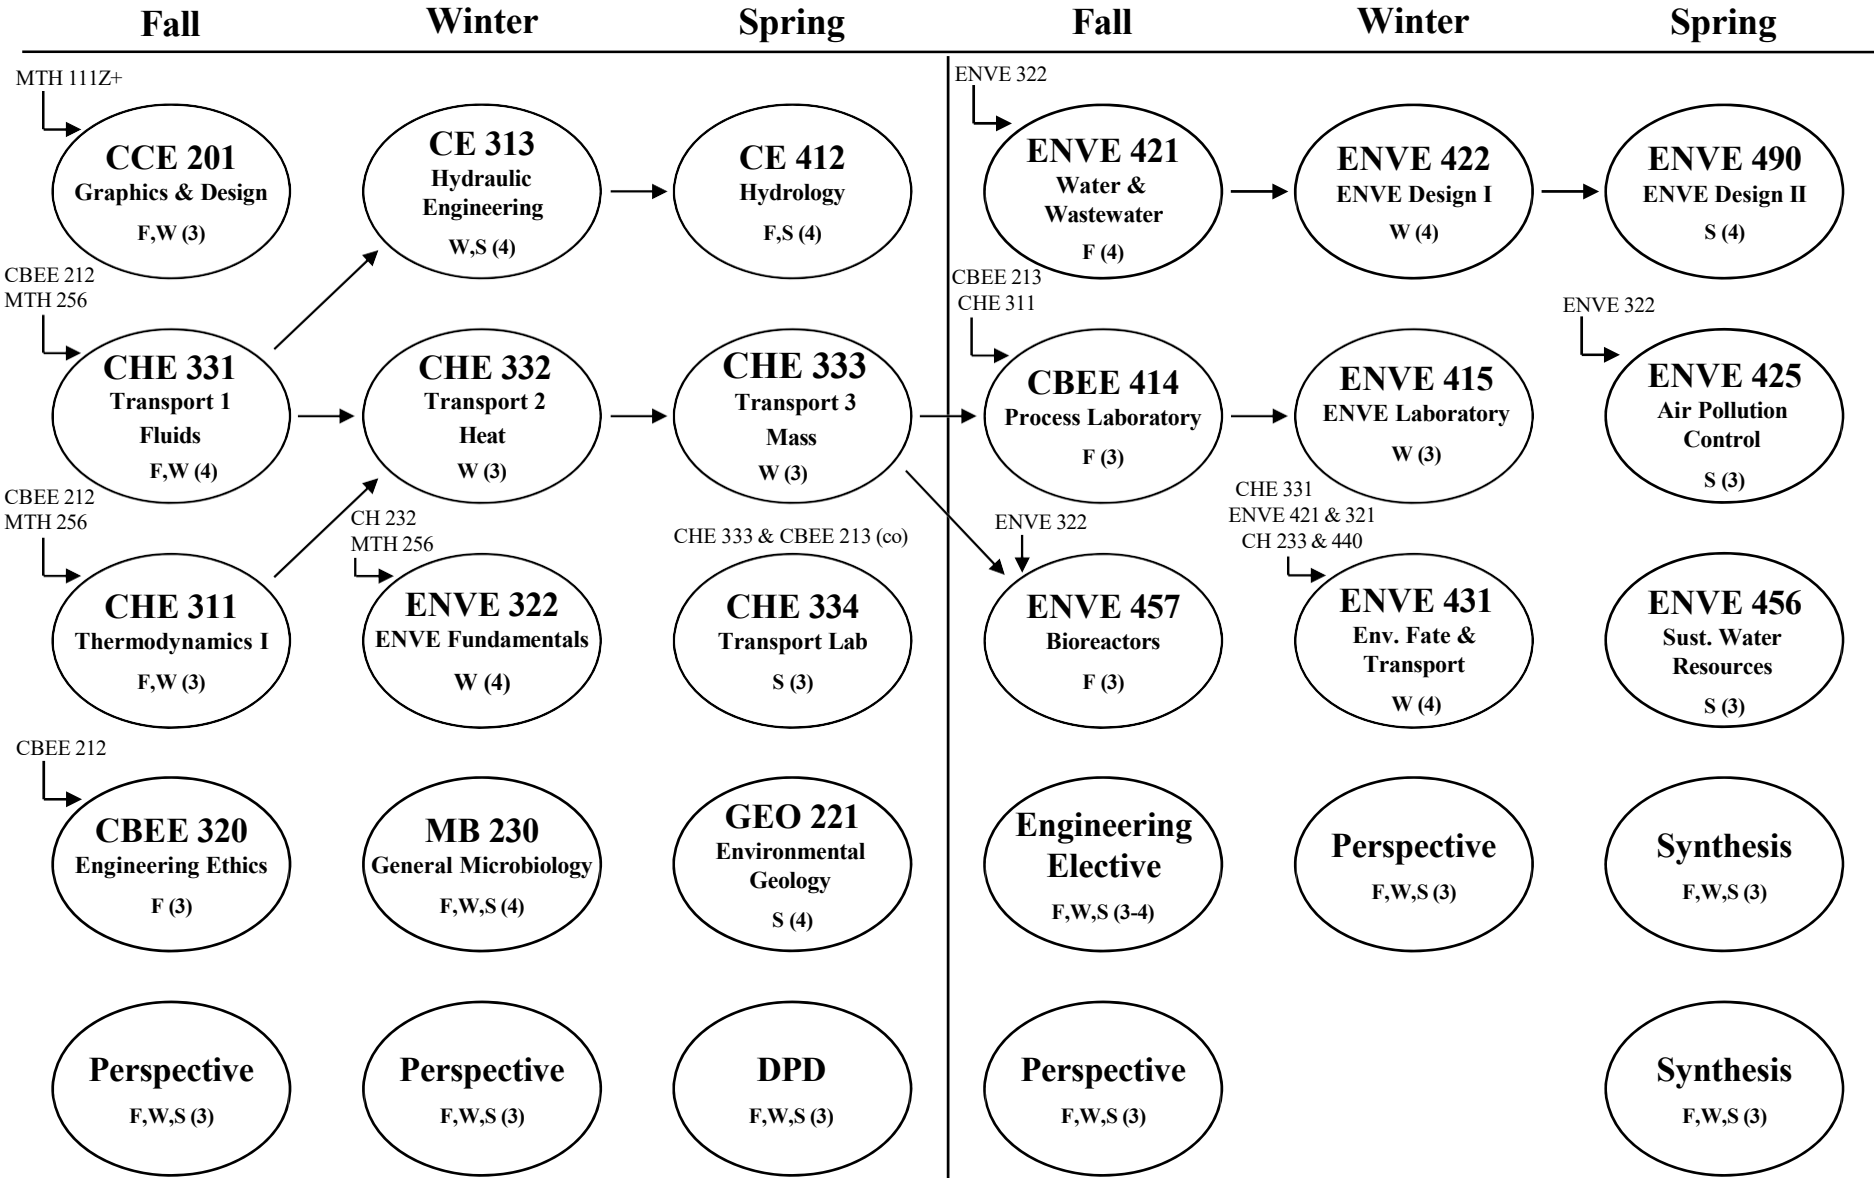 Fall
Winter
Spring
Fall
Winter
Spring
MTH 111Z+
CCE 201
Graphics & Design
F,W (3)
CE 313
Hydraulic
Engineering
W,S (4)
CE 412
Hydrology
F,S (4)
ENVE 322
ENVE 421
Water &
Wastewater
F (4)
ENVE 422
ENVE Design I
W (4)
ENVE 490
ENVE Design II
S (4)
CBEE 212
MTH 256
CHE 331
Transport 1
Fluids
F,W (4)
CHE 332
Transport 2
Heat
W (3)
CHE 333
Transport 3
Mass
W (3)
CBEE 213
CHE 311
CBEE 414
Process Laboratory
F (3)
ENVE 415
ENVE Laboratory
W (3)
ENVE 322
ENVE 425
Air Pollution
Control
S (3)
CBEE 212
MTH 256
CHE 311
Thermodynamics I
F,W (3)
CH 232
MTH 256
ENVE 322
ENVE Fundamentals
W (4)
CHE 333 & CBEE 213 (co)
CHE 334
Transport Lab
S (3)
ENVE 322
ENVE 457
Bioreactors
F (3)
CHE 331
ENVE 421 & 321
CH 233 & 440
ENVE 431
Env. Fate &
Transport
W (4)
ENVE 456
Sust. Water
Resources
S (3)
CBEE 212
CBEE 320
Engineering Ethics
F (3)
MB 230
General Microbiology
F,W,S (4)
GEO 221
Environmental
Geology
S (4)
Engineering
Elective
F,W,S (3-4)
Perspective
F,W,S (3)
Synthesis
F,W,S (3)
Perspective
F,W,S (3)
Perspective
F,W,S (3)
DPD
F,W,S (3)
Perspective
F,W,S (3)
Synthesis
F,W,S (3)